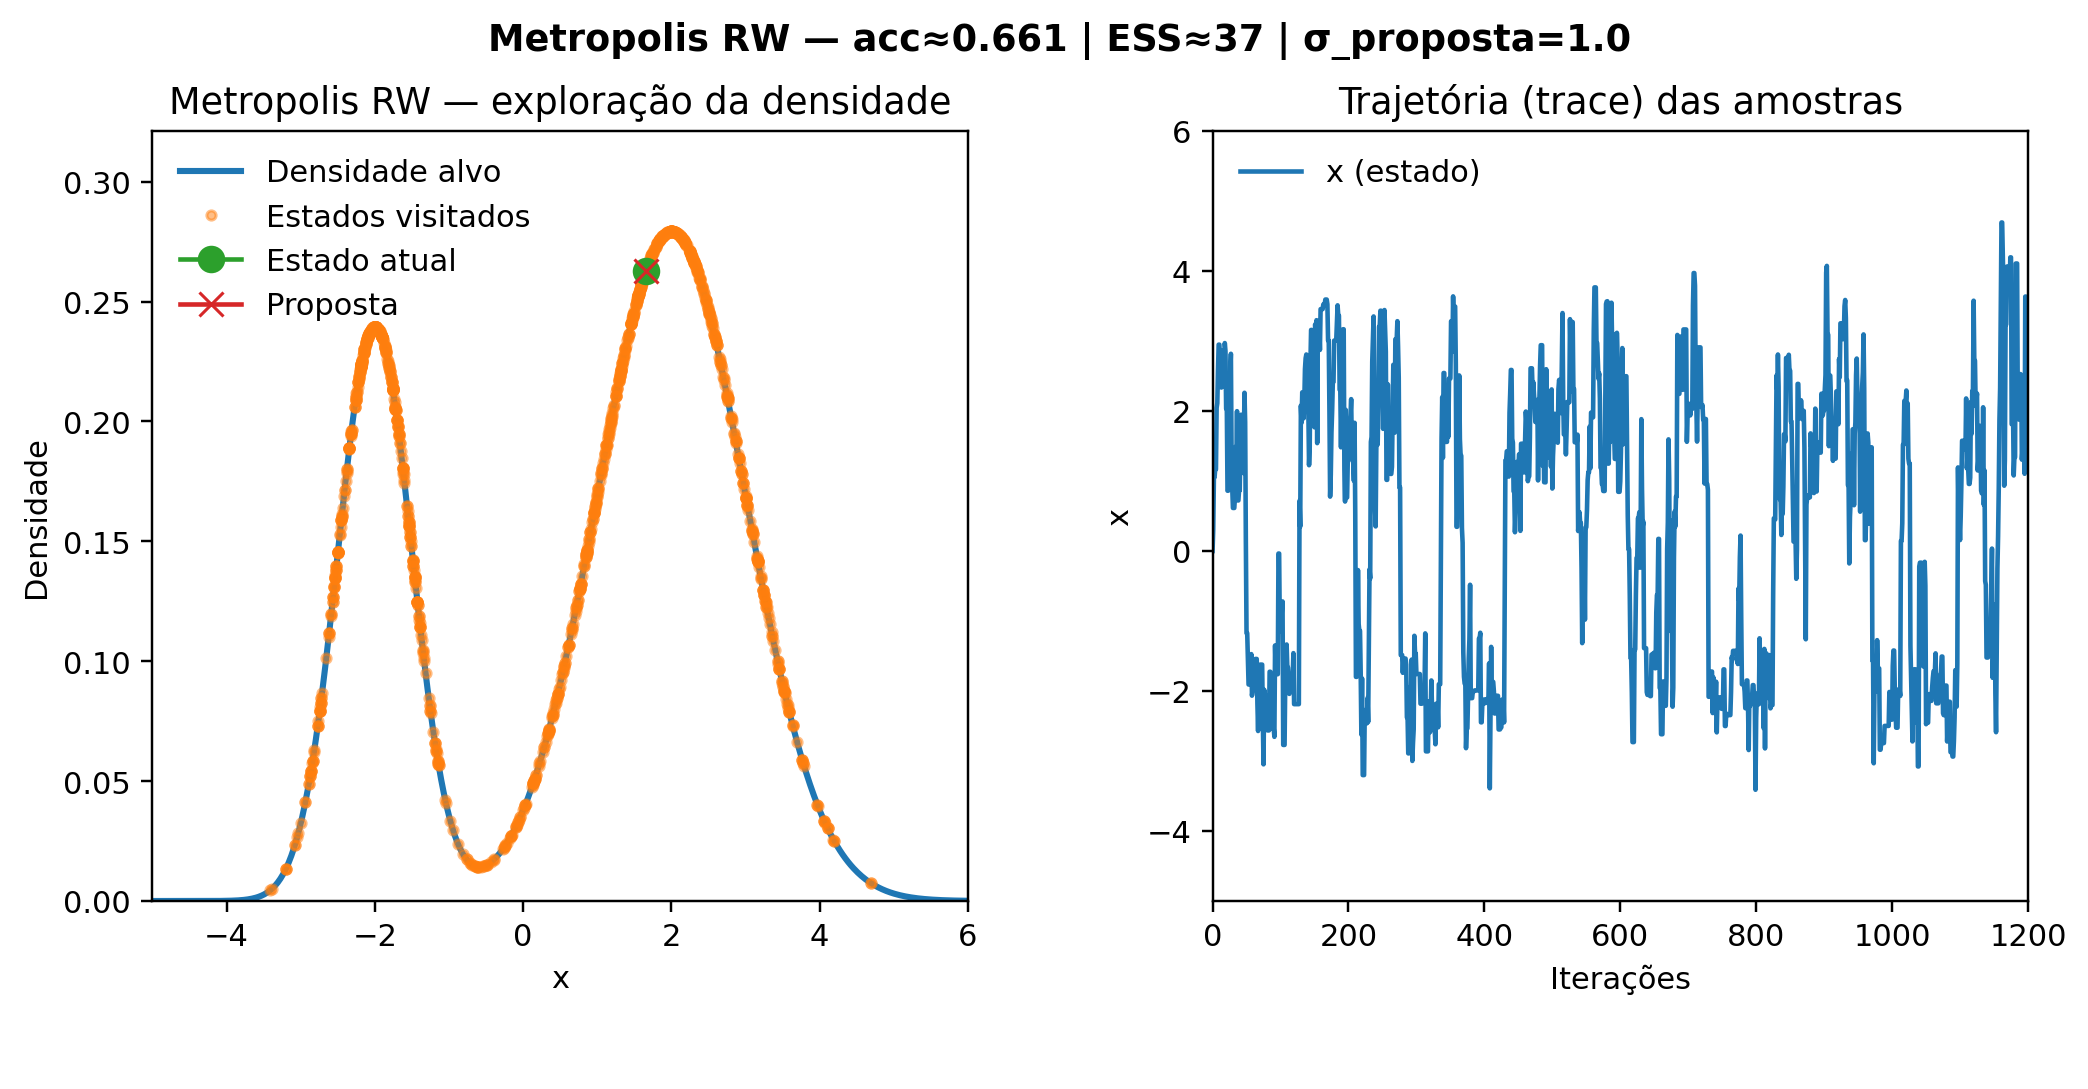 Metropolis RW — acc≈0.661 | ESS≈37 | σ_proposta=1.0
Metropolis RW — exploração da densidade
Densidade alvo
Estados visitados
Estado atual
Proposta
0.30
0.25
0.20
0.15
0.10
0.05
0.00
Densidade
−4
−2
0
2
4
6
x
Trajetória (trace) das amostras
x (estado)
6
4
2
0
−2
−4
x
0
200
400
600
800
1000
1200
Iterações